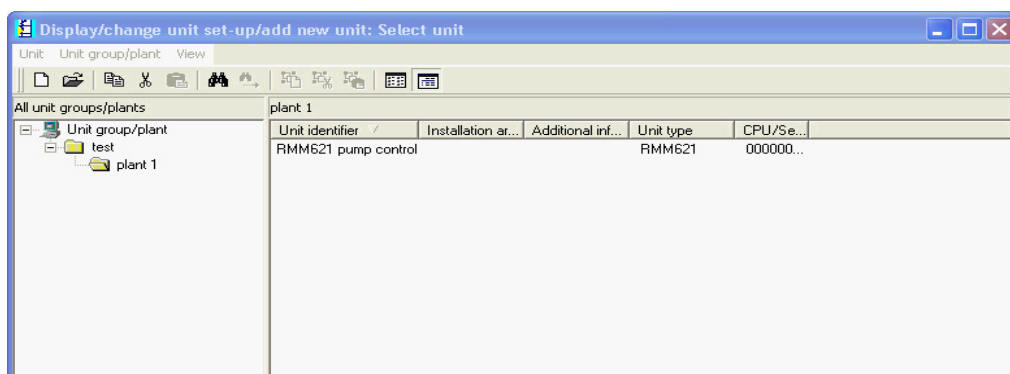 Display/change unit set-up/add new unit: Select unit
Unit Unit group/plant View
All unit groups/plants
plant 1
Unit group/plant
test
plant 1
Unit identifier Installation ar... Additional inf... Unit type CPU/Se...
RMM621 pump control RMM621 000000...